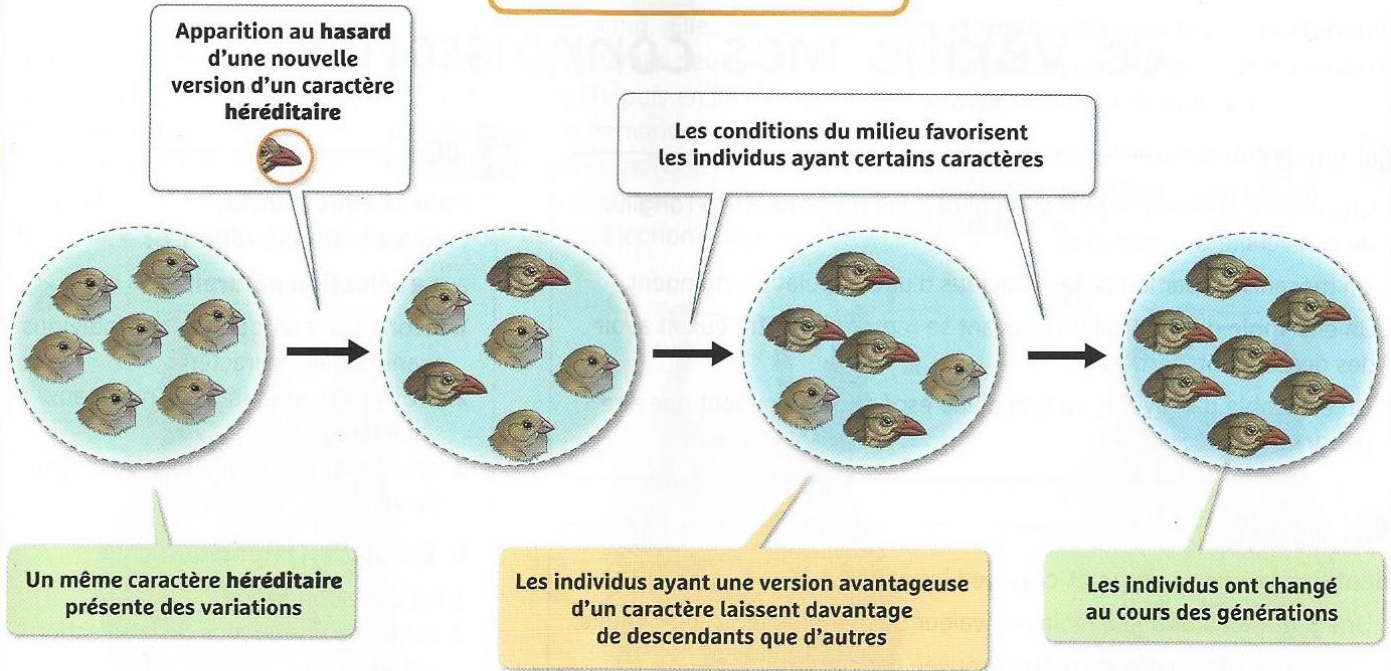 Apparition au hasard
d'une nouvelle
version d'un caractère
héréditaire
Les conditions du milieu favorisent
les individus ayant certains caractères
Un même caractère héréditaire
présente des variations
Les individus ayant une version avantageuse
d'un caractère laissent davantage
de descendants que d'autres
Les individus ont changé
au cours des générations